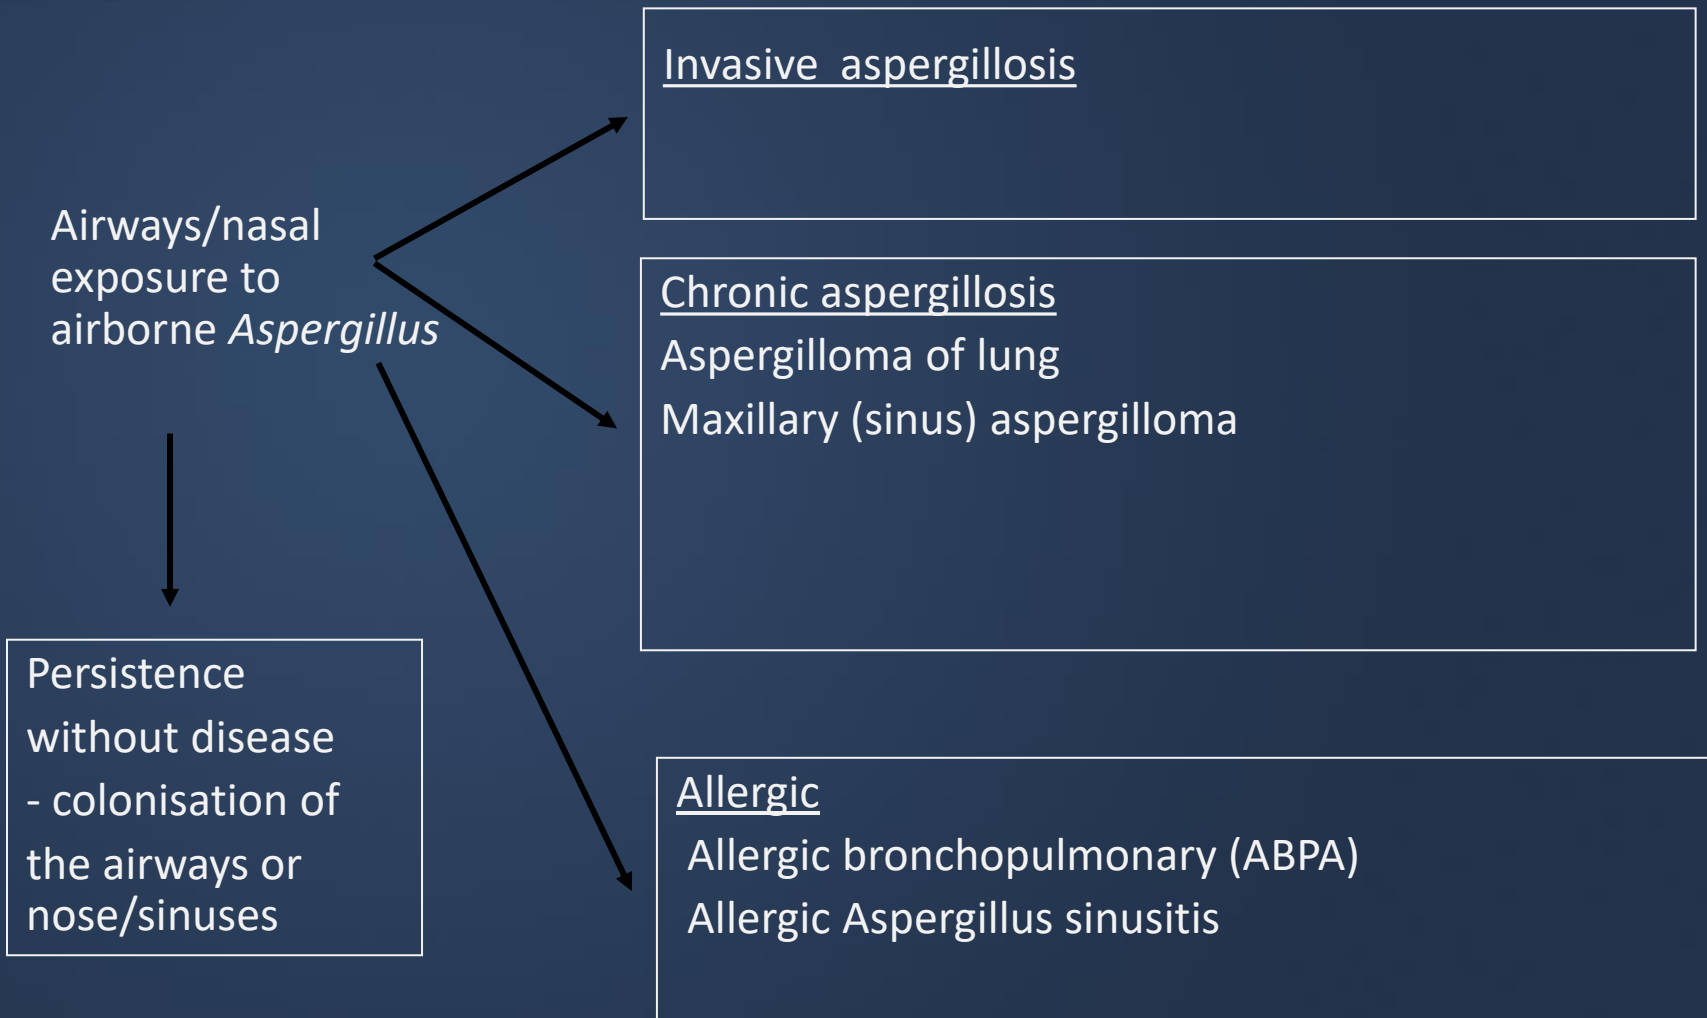 Invasive  aspergillosis
Airways/nasal
exposure to
airborne Aspergillus
Chronic aspergillosis
Aspergilloma of lung
Maxillary (sinus) aspergilloma
Persistence
without disease
- colonisation of
the airways or
nose/sinuses
Allergic
Allergic bronchopulmonary (ABPA)
Allergic Aspergillus sinusitis